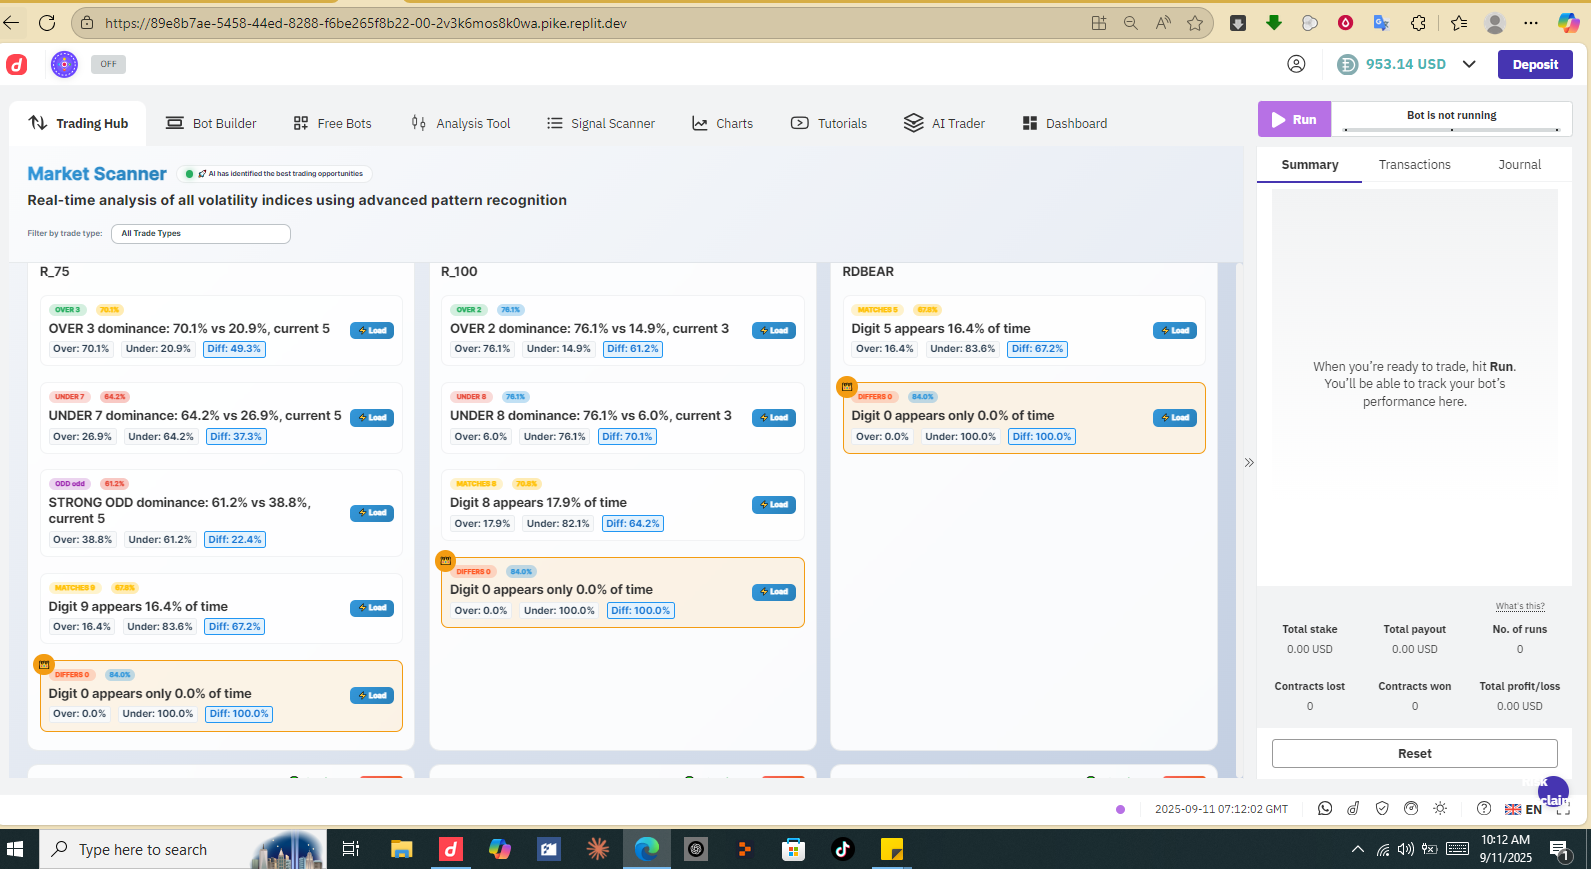 https://89e8b7ae-5458-44ed-8288-f6be265f8b22-00-2v3k6mos8k0wa.pike.replit.dev
OFF
953.14 USD
Deposit
Trading Hub
Bot Builder
Free Bots
Analysis Tool
Signal Scanner
Charts
Tutorials
AI Trader
Dashboard
Run
Bot is not running
Market Scanner
AI has identified the best trading opportunities
Real-time analysis of all volatility indices using advanced pattern recognition
Filter by trade type:
All Trade Types
Summary
Transactions
Journal
R_75
OVER 3 70.1%
OVER 3 dominance: 70.1% vs 20.9%, current 5
Load
Over: 70.1% Under: 20.9% Diff: 49.3%
UNDER 7 64.2%
UNDER 7 dominance: 64.2% vs 26.9%, current 5
Load
Over: 26.9% Under: 64.2% Diff: 37.3%
ODD odd 61.2%
STRONG ODD dominance: 61.2% vs 38.8%,
current 5
Load
Over: 38.8% Under: 61.2% Diff: 22.4%
MATCHES 9 67.6%
Digit 9 appears 16.4% of time
Load
Over: 16.4% Under: 83.6% Diff: 67.2%
DIFFERS 0 84.0%
Digit 0 appears only 0.0% of time
Load
Over: 0.0% Under: 100.0% Diff: 100.0%
R_100
OVER 2 76.1%
OVER 2 dominance: 76.1% vs 14.9%, current 3
Load
Over: 76.1% Under: 14.9% Diff: 61.2%
UNDER 8 76.1%
UNDER 8 dominance: 76.1% vs 6.0%, current 3
Load
Over: 6.0% Under: 76.1% Diff: 70.1%
MATCHES 8 70.8%
Digit 8 appears 17.9% of time
Load
Over: 17.9% Under: 82.1% Diff: 64.2%
DIFFERS 0 84.0%
Digit 0 appears only 0.0% of time
Load
Over: 0.0% Under: 100.0% Diff: 100.0%
RDBEAR
MATCHES 5 67.6%
Digit 5 appears 16.4% of time
Load
Over: 16.4% Under: 83.6% Diff: 67.2%
DIFFERS 0 84.0%
Digit 0 appears only 0.0% of time
Load
Over: 0.0% Under: 100.0% Diff: 100.0%
When you're ready to trade, hit Run.
You'll be able to track your bot's
performance here.
What's this?
Total stake
Total payout
No. of runs
0.00 USD
0.00 USD
0
Contracts lost
Contracts won
Total profit/loss
0
0
0.00 USD
Reset
2025-09-11 07:12:02 GMT
EN
Type here to search
10:12 AM
9/11/2025
1